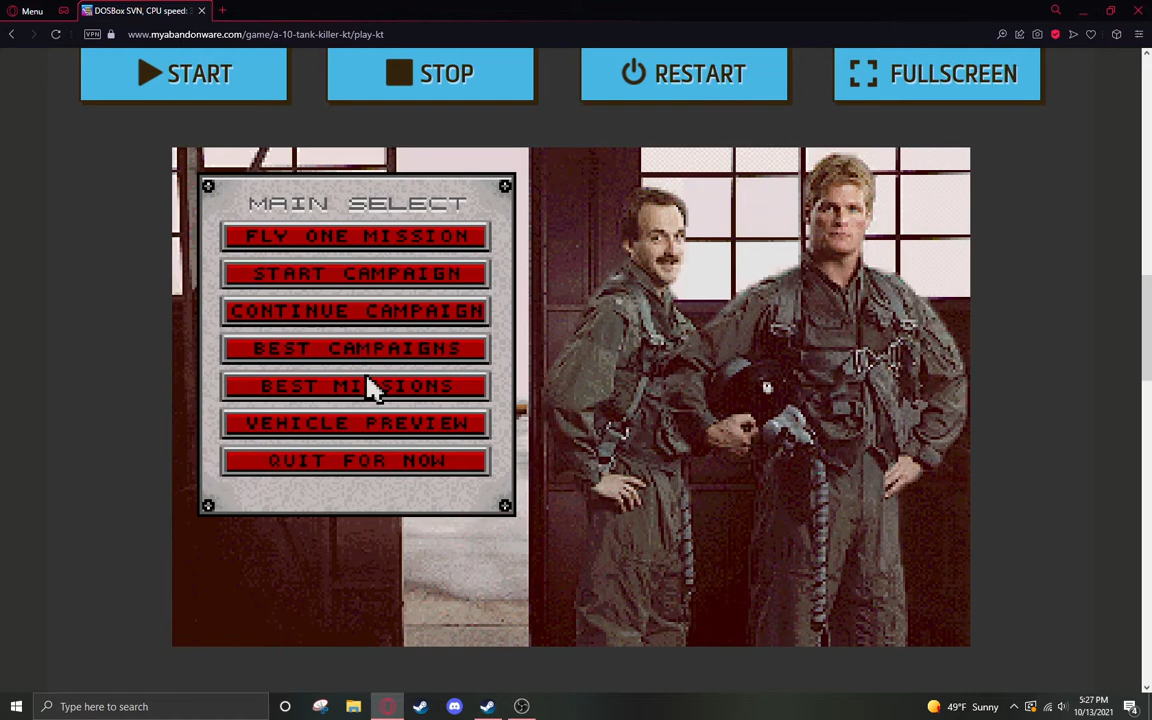 Menu
DOSBox SVN, CPU speed:
VPN
www.myabandonware.com/game/a-10-tank-killer-kt/play-kt
START
STOP
RESTART
FULLSCREEN
MAIN SELECT
FLY ONE MISSION
START CAMPAIGN
CONTINUE CAMPAIGN
BEST CAMPAIGNS
BEST MISSIONS
VEHICLE PREVIEW
QUIT FOR NOW
Type here to search
49°F Sunny
5:27 PM
10/13/2021
4